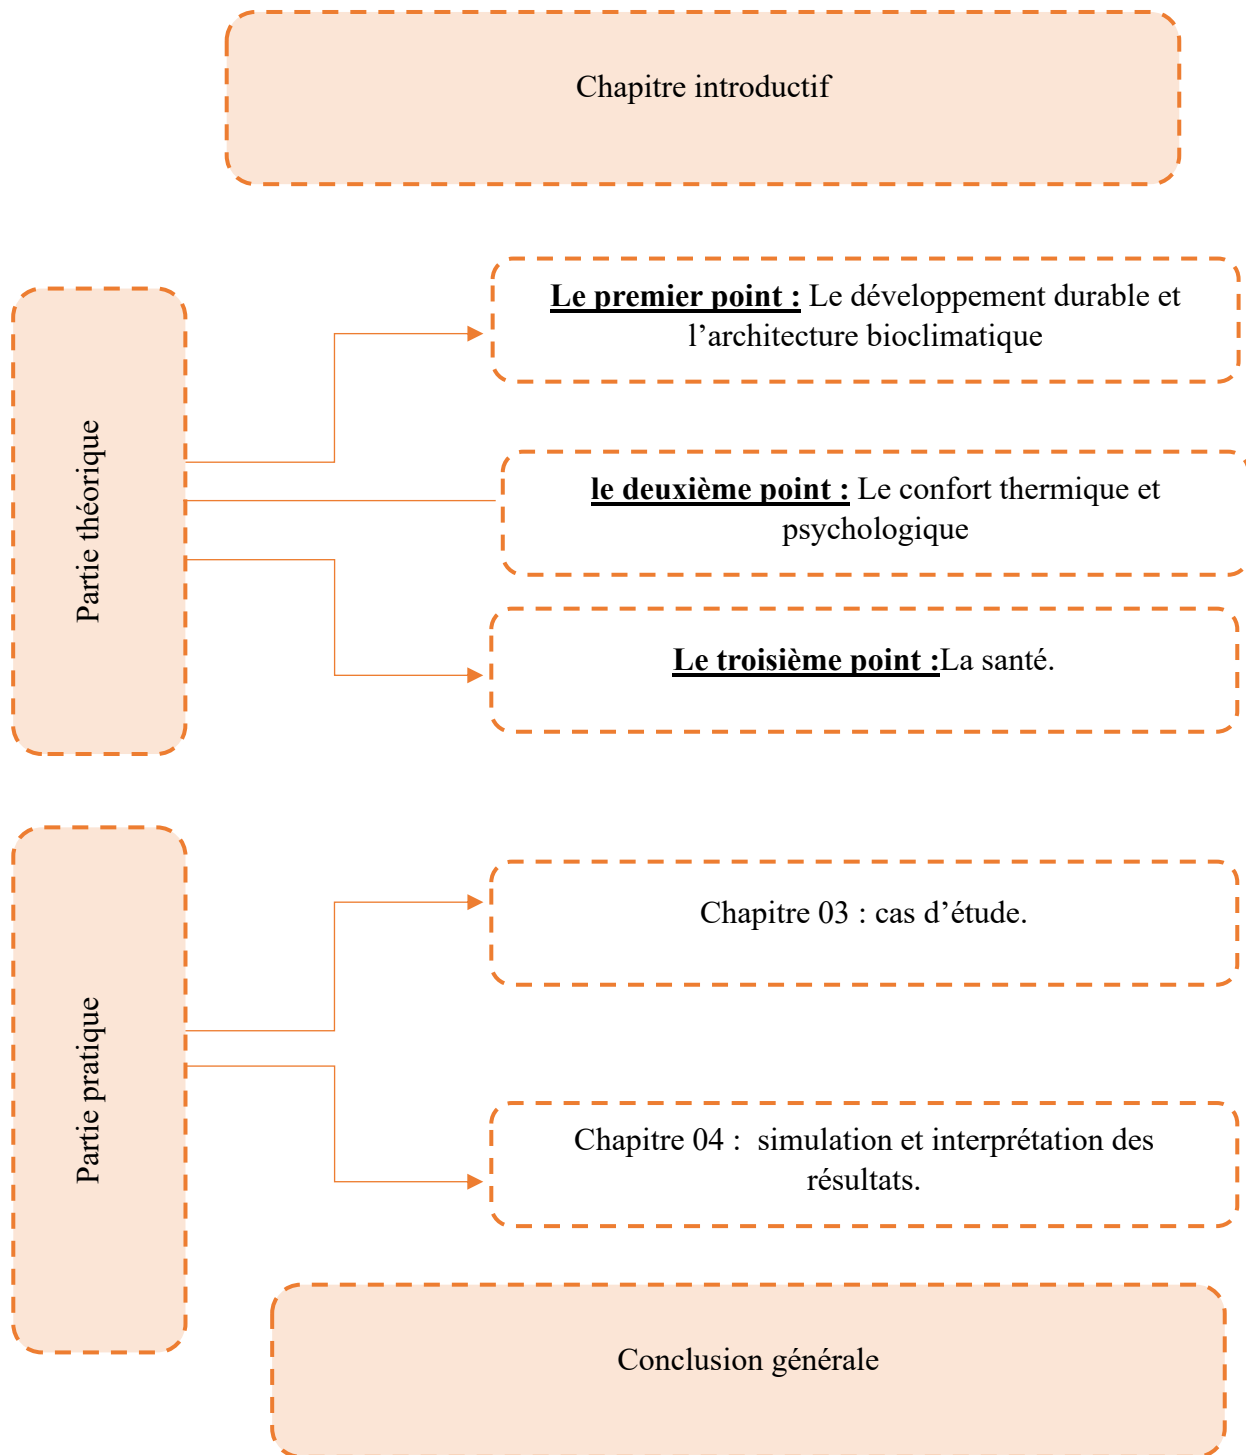 Chapitre introductif
Partie théorique
Le premier point : Le développement durable et
l’architecture bioclimatique
le deuxième point : Le confort thermique et
psychologique
Le troisième point :La santé.
Partie pratique
Chapitre 03 : cas d’étude.
Chapitre 04 :  simulation et interprétation des
résultats.
Conclusion générale